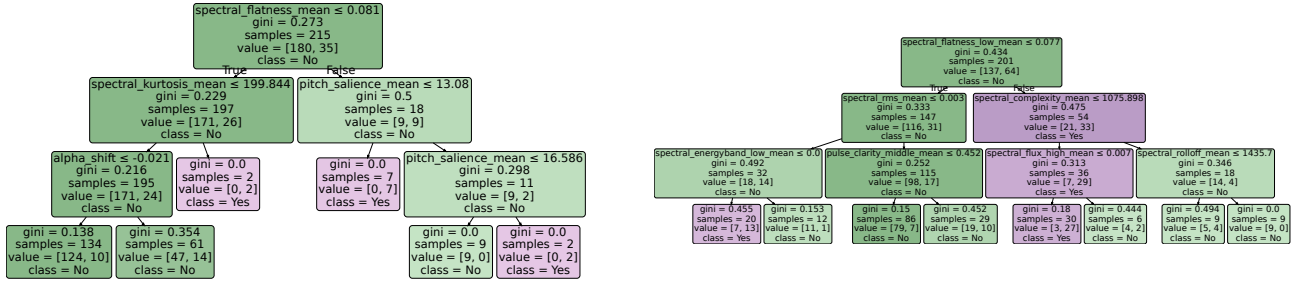 spectral_flatness_mean ≤ 0.081
gini = 0.273
samples = 215
value = [180, 35]
class = No
True
False
spectral_kurtosis_mean ≤ 199.844
gini = 0.229
samples = 197
value = [171, 26]
class = No
pitch_salience_mean ≤ 13.08
gini = 0.5
samples = 18
value = [9, 9]
class = No
alpha_shift ≤ -0.021
gini = 0.216
samples = 195
value = [171, 24]
class = No
gini = 0.0
samples = 2
value = [0, 2]
class = Yes
gini = 0.0
samples = 7
value = [0, 7]
class = Yes
pitch_salience_mean ≤ 16.586
gini = 0.298
samples = 11
value = [9, 2]
class = No
gini = 0.138
samples = 134
value = [124, 10]
class = No
gini = 0.354
samples = 61
value = [47, 14]
class = No
gini = 0.0
samples = 9
value = [9, 0]
class = No
gini = 0.0
samples = 2
value = [0, 2]
class = Yes
spectral_flatness_low_mean ≤ 0.077
gini = 0.434
samples = 201
value = [137, 64]
class = No
True
False
spectral_rms_mean ≤ 0.003
gini = 0.333
samples = 147
value = [116, 31]
class = No
spectral_complexity_mean ≤ 1075.898
gini = 0.475
samples = 54
value = [21, 33]
class = Yes
spectral_energyband_low_mean ≤ 0.0
gini = 0.492
samples = 32
value = [18, 14]
class = No
pulse_clarity_middle_mean ≤ 0.452
gini = 0.252
samples = 115
value = [98, 17]
class = No
spectral_flux_high_mean ≤ 0.007
gini = 0.313
samples = 36
value = [7, 29]
class = Yes
spectral_rolloff_mean ≤ 1435.7
gini = 0.346
samples = 18
value = [14, 4]
class = No
gini = 0.455
samples = 20
value = [7, 13]
class = Yes
gini = 0.153
samples = 12
value = [11, 1]
class = No
gini = 0.15
samples = 86
value = [79, 7]
class = No
gini = 0.452
samples = 29
value = [19, 10]
class = No
gini = 0.18
samples = 30
value = [3, 27]
class = Yes
gini = 0.444
samples = 6
value = [4, 2]
class = No
gini = 0.494
samples = 9
value = [5, 4]
class = No
gini = 0.0
samples = 9
value = [9, 0]
class = No